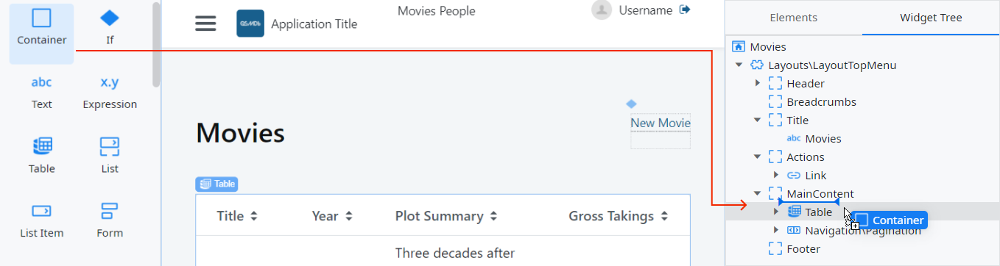 Container
If
abc
Text
x.y
Expression
Table
List
List Item
Form
GSMDb
Application Title
Movies People
Username
New Movie
Movies
Table
Title
Year
Plot Summary
Gross Takings
Three decades after
Elements
Widget Tree
Movies
Layouts\LayoutTopMenu
Header
Breadcrumbs
Title
abc Movies
Actions
Link
MainContent
Table
Container
Navigation\Pagination
Footer